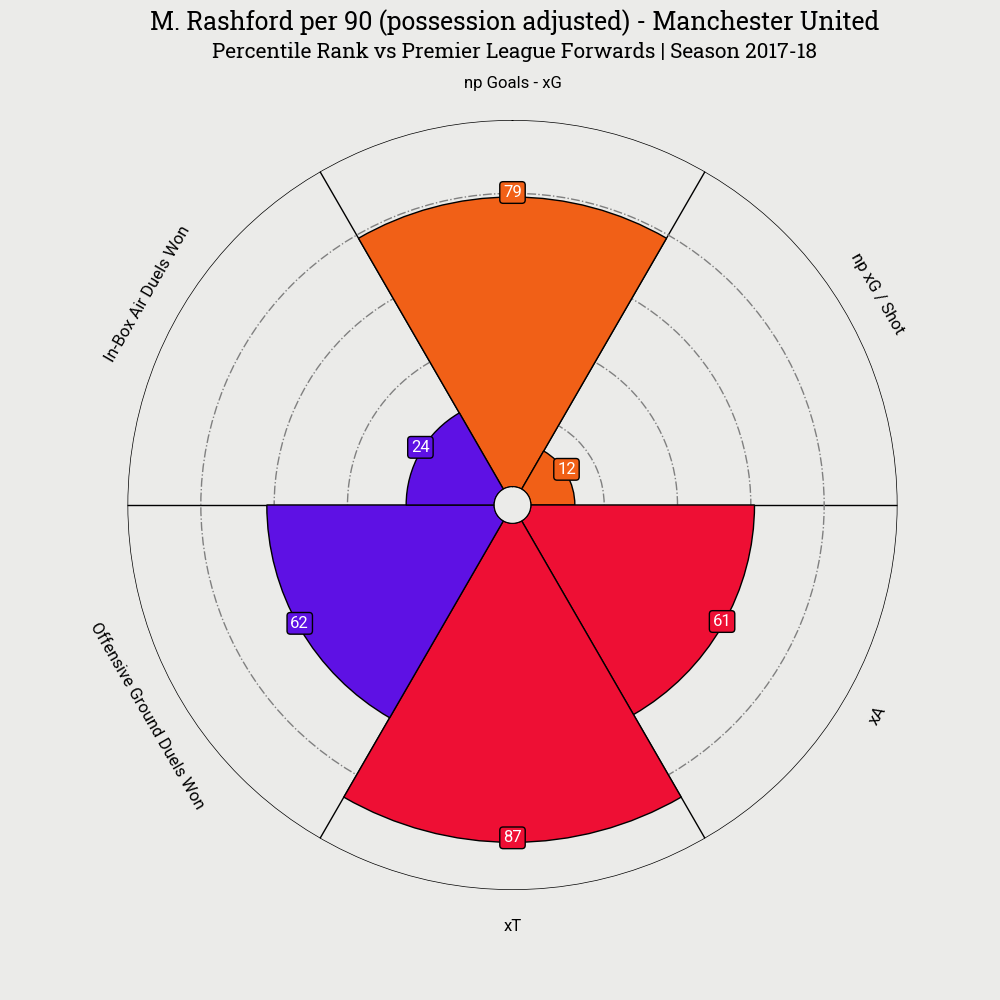 M. Rashford per 90 (possession adjusted) - Manchester United
Percentile Rank vs Premier League Forwards | Season 2017-18
np Goals - xG
79
np xG / Shot
12
In-Box Air Duels Won
24
61
xA
62
Offensive Ground Duels Won
87
xT